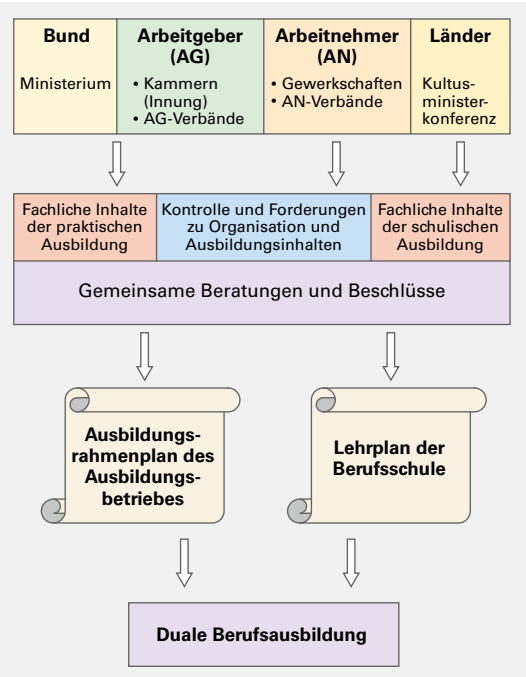 Bund
Ministerium
Arbeitgeber
(AG)
• Kammern
(Innung)
• AG-Verbände
Arbeitnehmer
(AN)
• Gewerkschaften
• AN-Verbände
Länder
Kultus-
minister-
konferenz
Fachliche Inhalte
der praktischen
Ausbildung
Kontrolle und Forderungen
zu Organisation und
Ausbildungsinhalten
Fachliche Inhalte
der schulischen
Ausbildung
Gemeinsame Beratungen und Beschlüsse
Ausbildungs-
rahmenplan des
Ausbildungs-
betriebes
Lehrplan der
Berufsschule
Duale Berufsausbildung